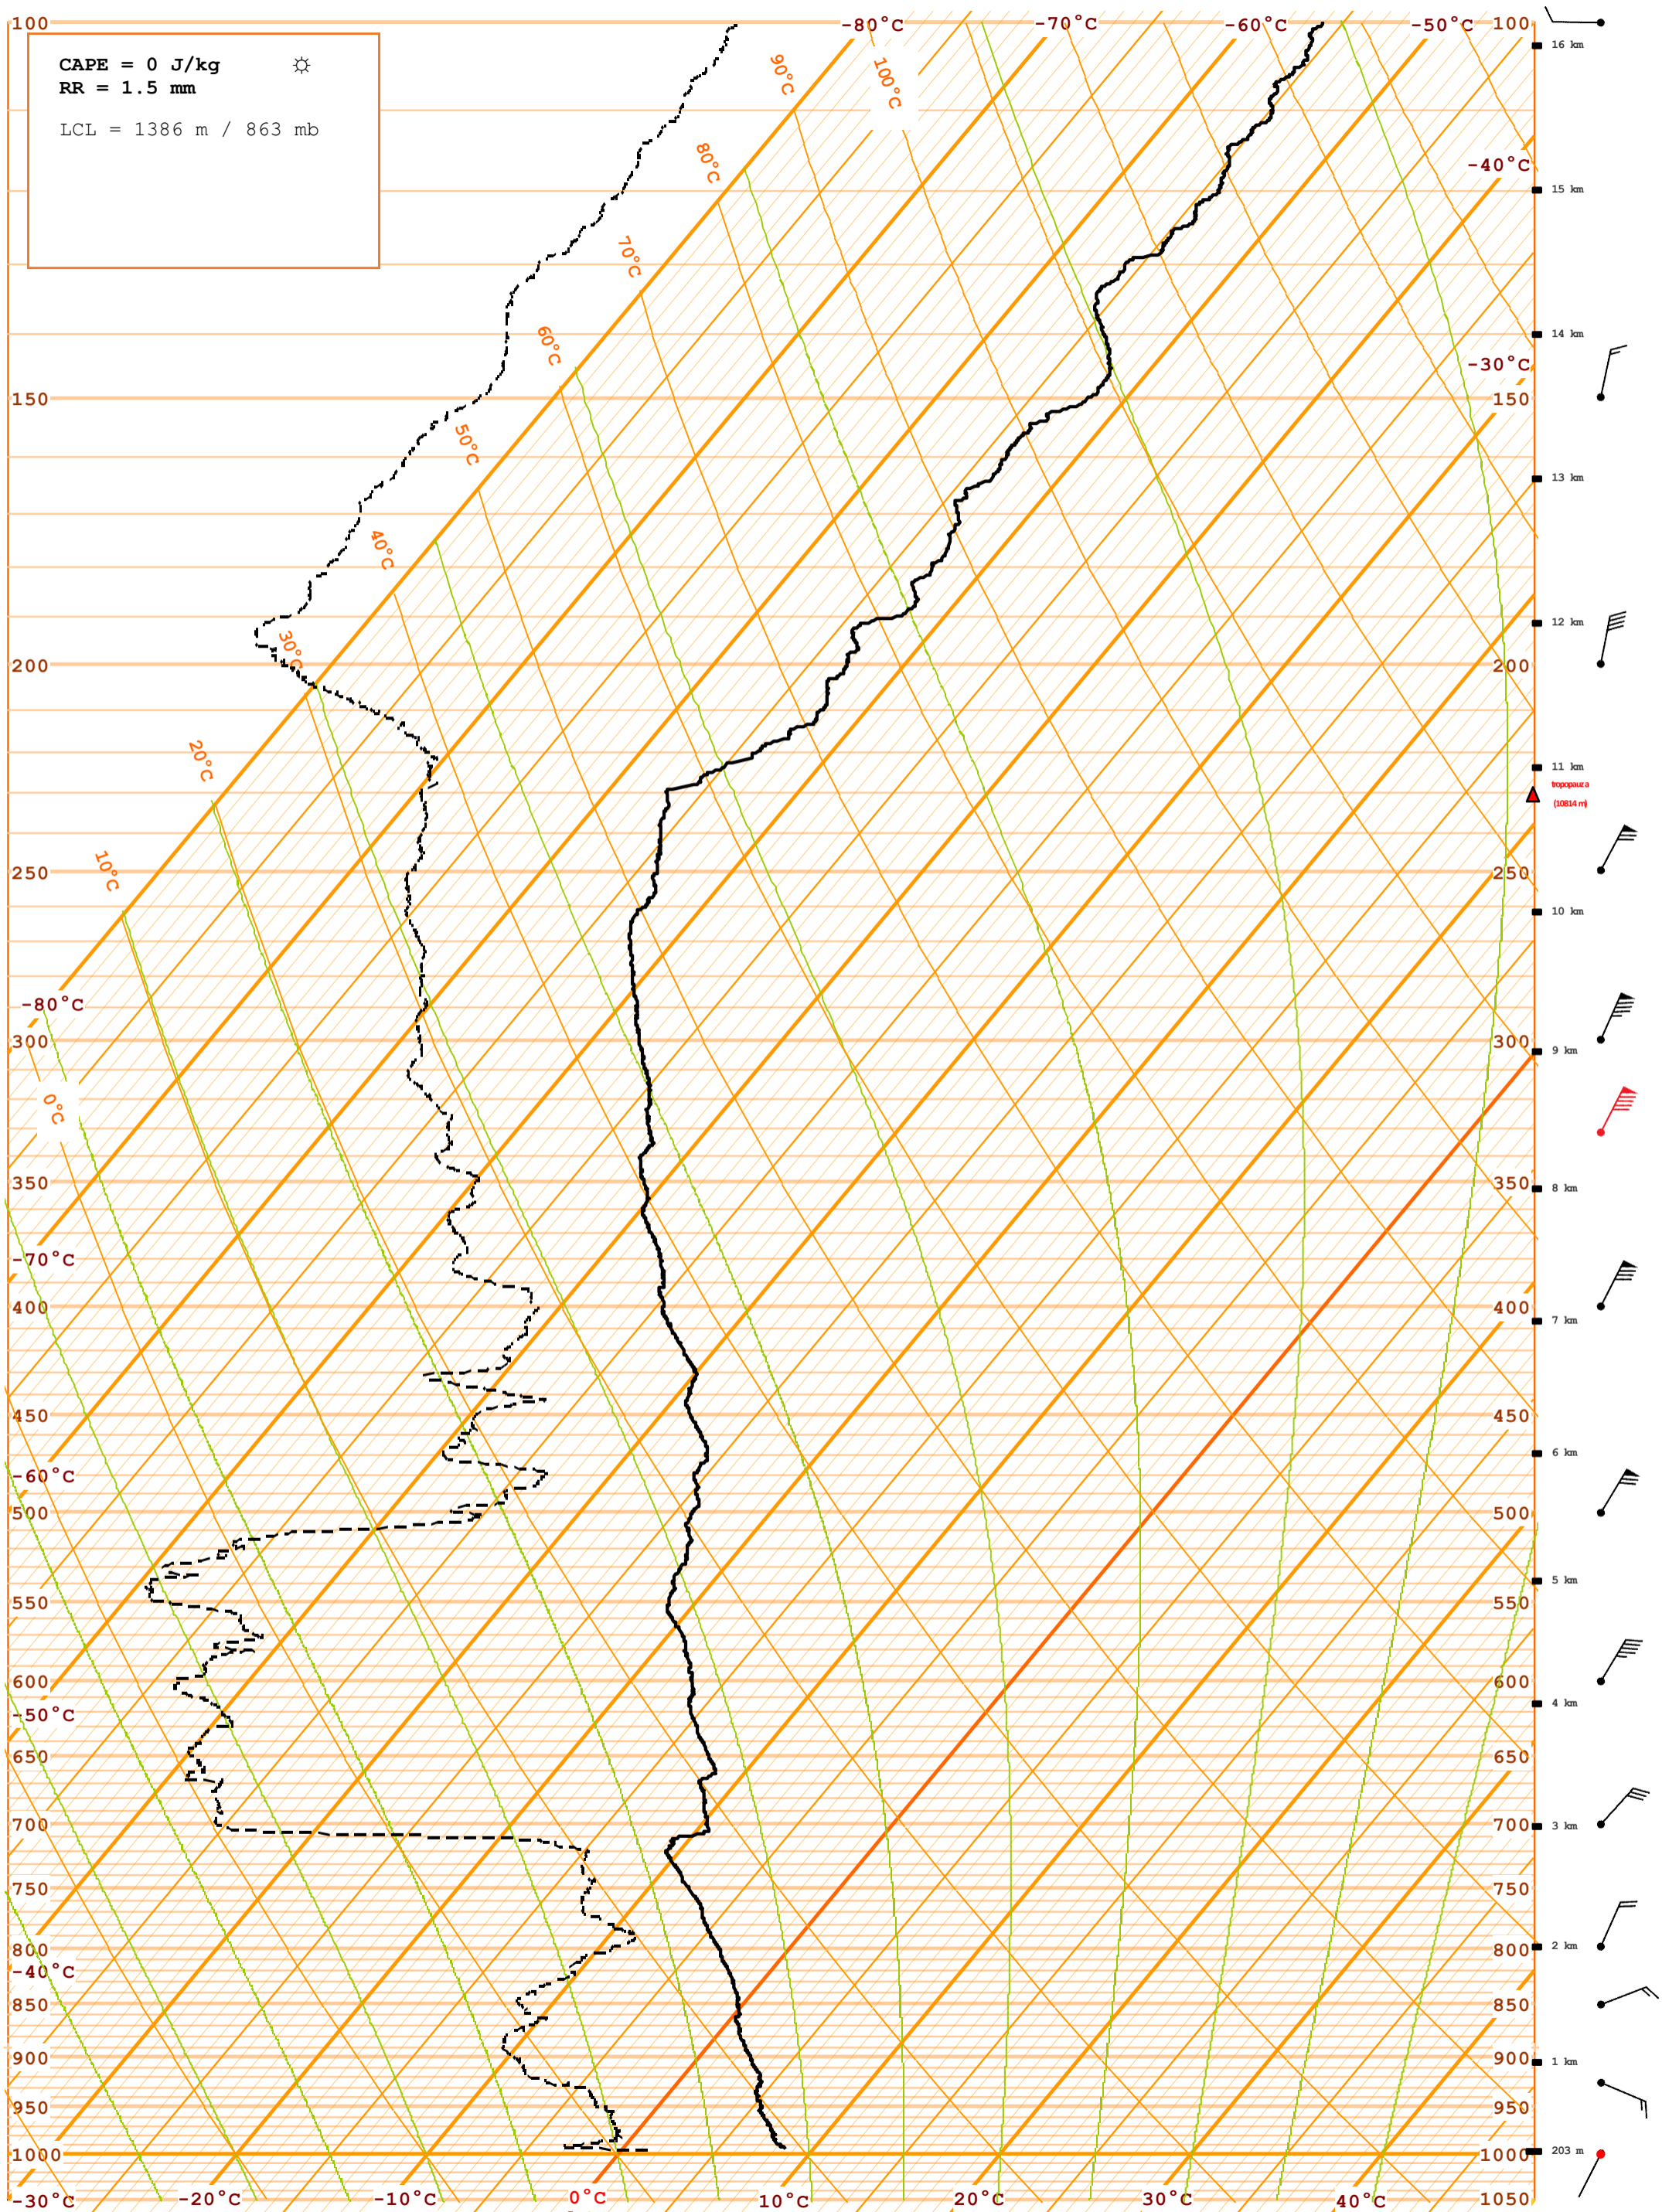 100 -80°C -70°C -60°C -50°C 100
16 km
CAPE = 0 J/kg ☼
RR = 1.5 mm
LCL = 1386 m / 863 mb
90°C 100°C
80°C
-40°C
15 km
70°C
60°C
14 km
-30°C
150 150
50°C
13 km
40°C
12 km
30°C
200 200
20°C
11 km
tropopauza
(10814 m)
10°C
250 250
10 km
-80°C
300 300
9 km
0°C
350 350
8 km
-70°C
400 400
7 km
450 450
6 km
-60°C
500 500
5 km
550 550
600 600
4 km
-50°C
650 650
700 700
3 km
750 750
800 800
2 km
-40°C
850 850
900 900
1 km
950 950
1000 1000
203 m
-30°C -20°C -10°C 0°C 10°C 20°C 30°C 40°C 1050